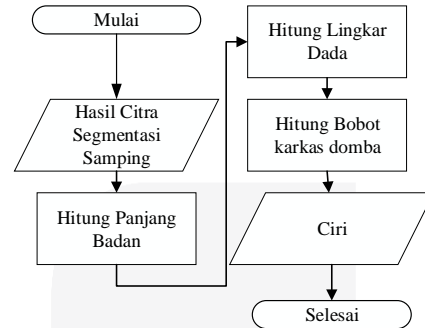 Mulai
Hasil Citra
Segmentasi
Samping
Hitung Panjang
Badan
Hitung Lingkar
Dada
Hitung Bobot
karkas domba
Ciri
Selesai